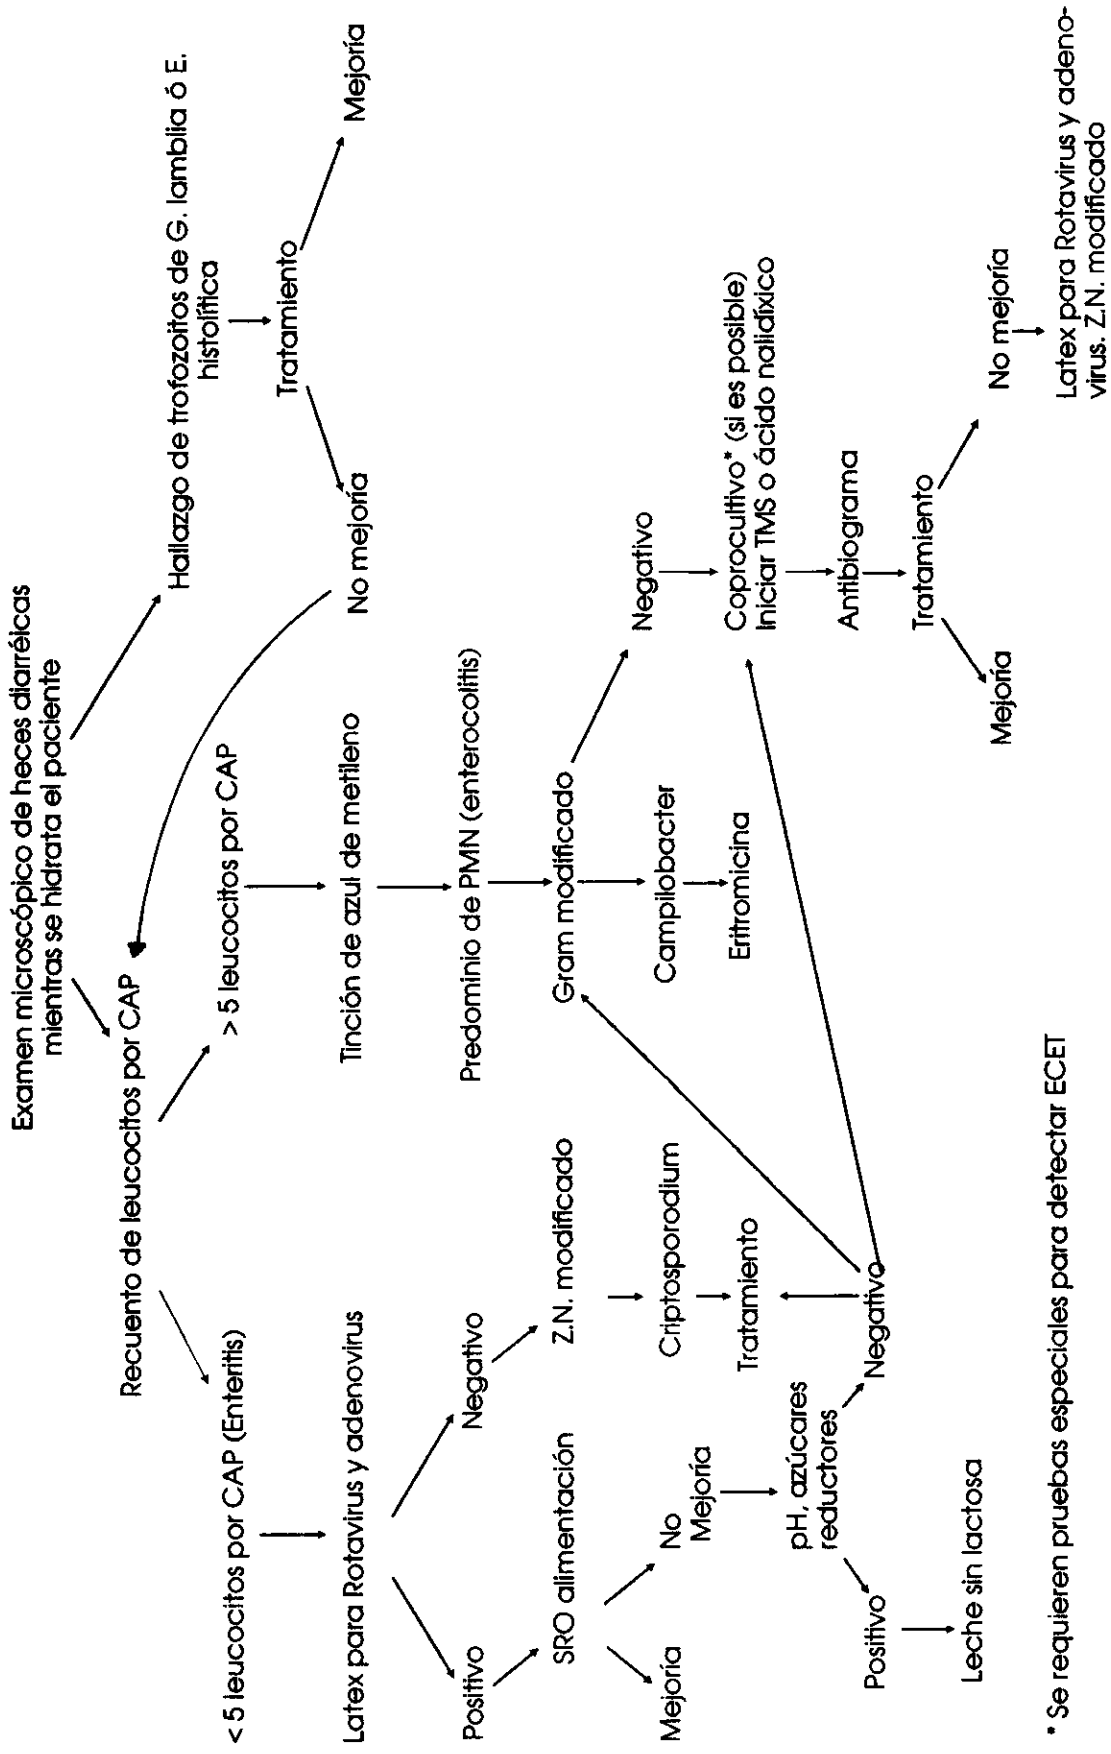 Examen microscópico de heces diarréicas
mientras se hidrata el paciente
Recuento de leucocitos por CAP
Hallazgo de trofozoitos de G. lamblia ó E.
histolítica
Tratamiento
No mejoría
Mejoría
< 5 leucocitos por CAP (Enteritis)
> 5 leucocitos por CAP
Latex para Rotavirus y adenovirus
Tinción de azul de metileno
Positivo
Negativo
Predominio de PMN (enterocolitis)
SRO alimentación
Z.N. modificado
Gram modificado
Mejoría
No
Mejoría
Criptosporodium
Campilobacter
Negativo
Tratamiento
Eritromicina
Coprocultivo* (si es posible)
Iniciar TMS o ácido nalidíxico
pH, azúcares
reductores
Antibiograma
Positivo
Negativo
Tratamiento
Leche sin lactosa
Mejoría
No mejoría
Latex para Rotavirus y adeno-
virus. Z.N. modificado
* Se requieren pruebas especiales para detectar ECET